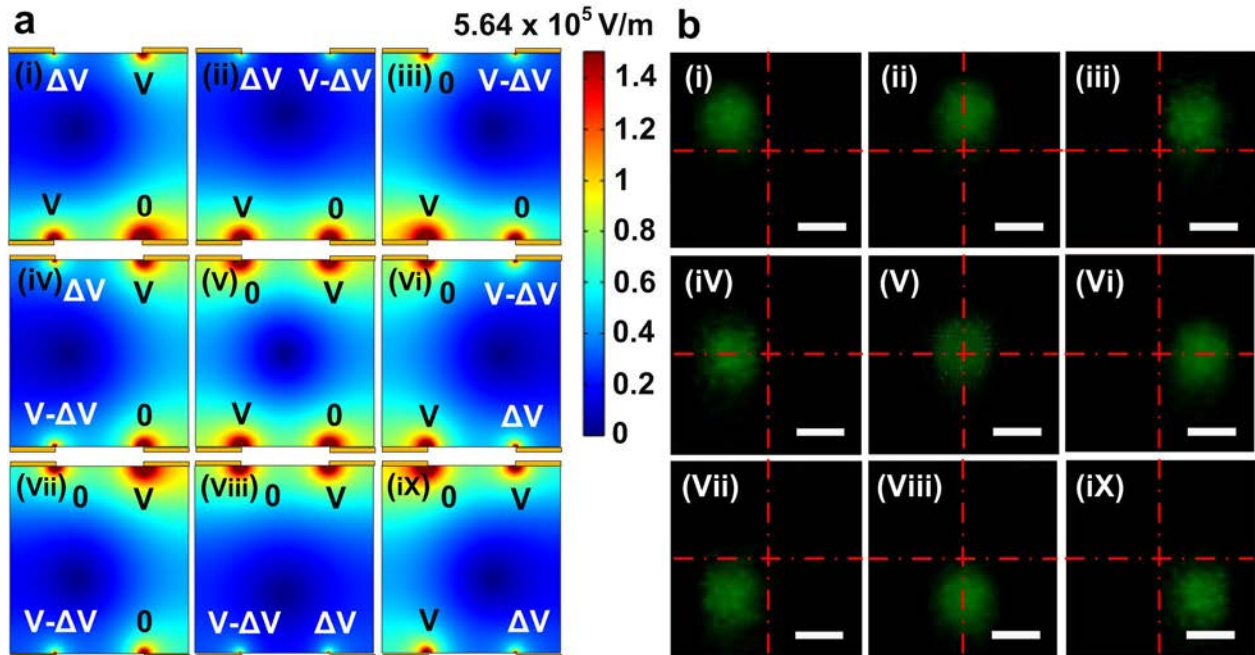 a
5.64 x 10⁵ V/m
(i) ΔV V
V 0
(ii) ΔV V-ΔV
V 0
(iii) 0 V-ΔV
V 0
(iV) ΔV V
V-ΔV 0
(V) 0 V
V 0
(Vi) 0 V-ΔV
V ΔV
(Vii) 0 V
V-ΔV 0
(Viii) 0 V
V-ΔV ΔV
(iX) 0 V
V ΔV
1.4
1.2
1
0.8
0.6
0.4
0.2
0
b
(i)
(ii)
(iii)
(iV)
(V)
(Vi)
(Vii)
(Viii)
(iX)